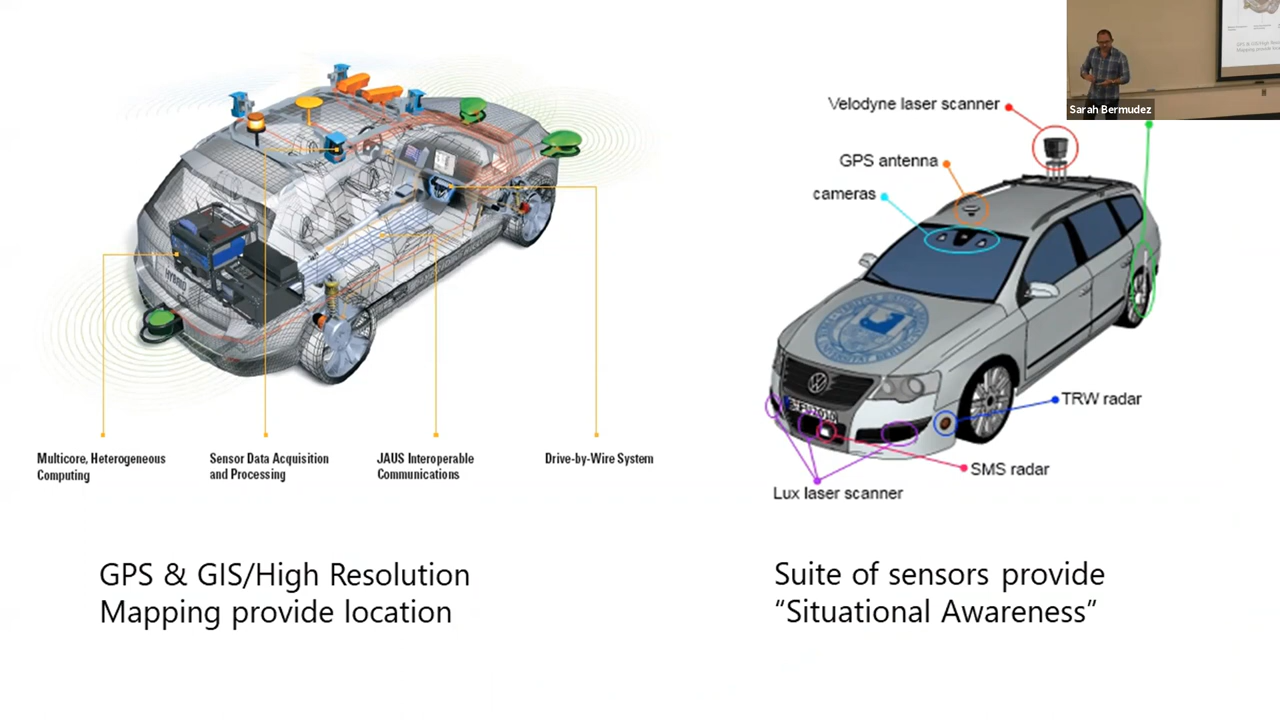 Multicore, Heterogeneous
Computing
Sensor Data Acquisition
and Processing
JAUS Interoperable
Communications
Drive-by-Wire System
GPS & GIS/High Resolution
Mapping provide location
Velodyne laser scanner
GPS antenna
cameras
TRW radar
SMS radar
Lux laser scanner
Suite of sensors provide
“Situational Awareness”
Sarah Bermudez
HYBRID